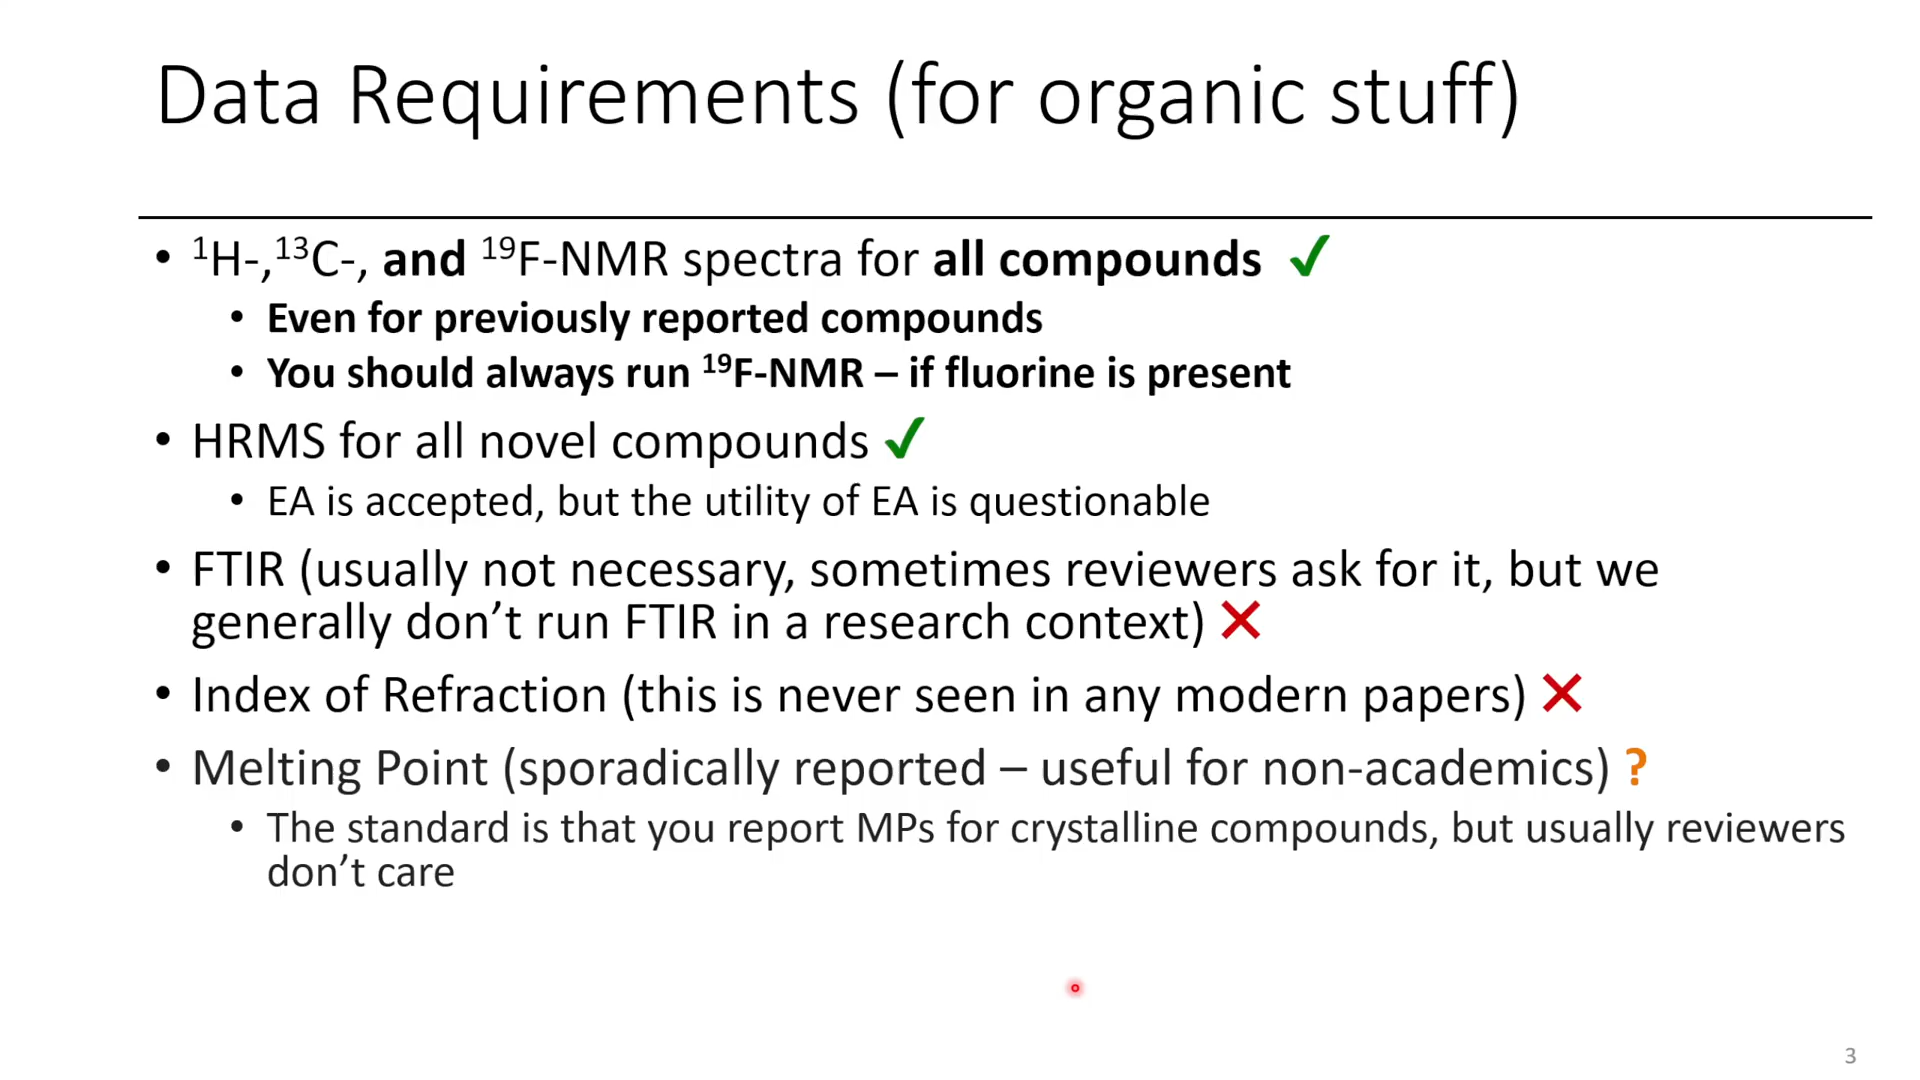 Data Requirements (for organic stuff)
• ¹H-,¹³C-, and ¹⁹F-NMR spectra for all compounds ✓
• Even for previously reported compounds
• You should always run ¹⁹F-NMR – if fluorine is present
• HRMS for all novel compounds ✓
• EA is accepted, but the utility of EA is questionable
• FTIR (usually not necessary, sometimes reviewers ask for it, but we
generally don’t run FTIR in a research context) ✕
• Index of Refraction (this is never seen in any modern papers) ✕
• Melting Point (sporadically reported – useful for non-academics) ?
• The standard is that you report MPs for crystalline compounds, but usually reviewers
don’t care
3